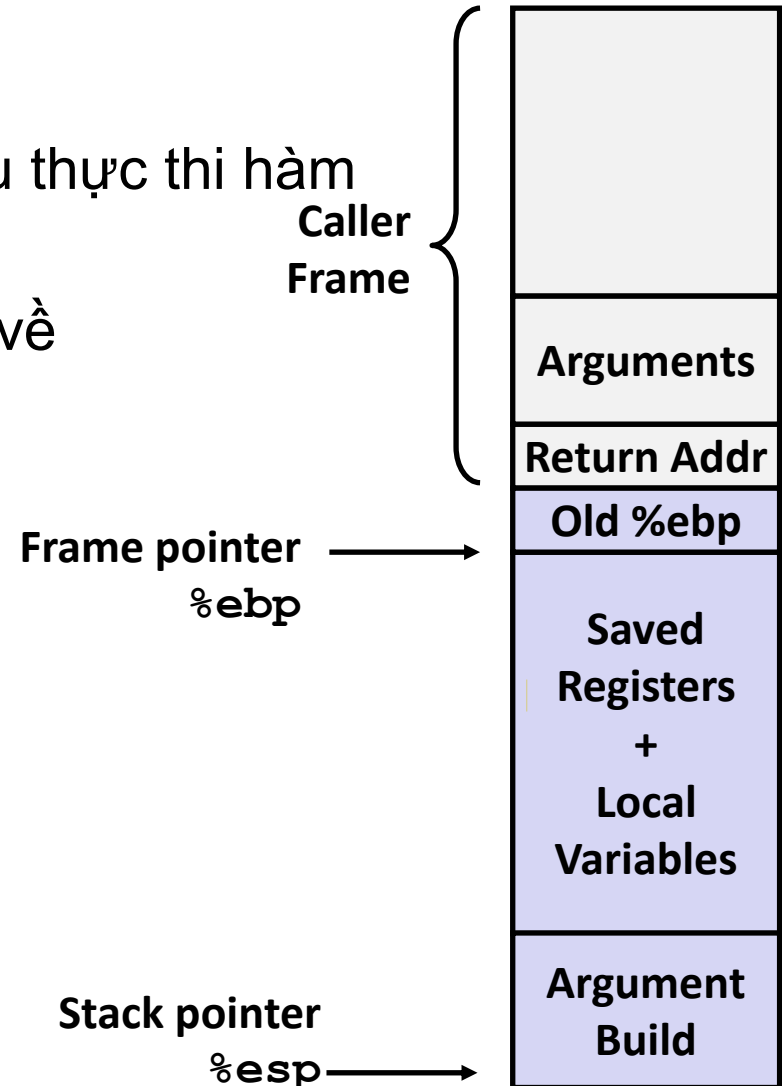 u thực thi hàm
Caller
Frame
về
Arguments
Return Addr
Old %ebp
Frame pointer
%ebp
Saved
Registers
+
Local
Variables
Argument
Build
Stack pointer
%esp